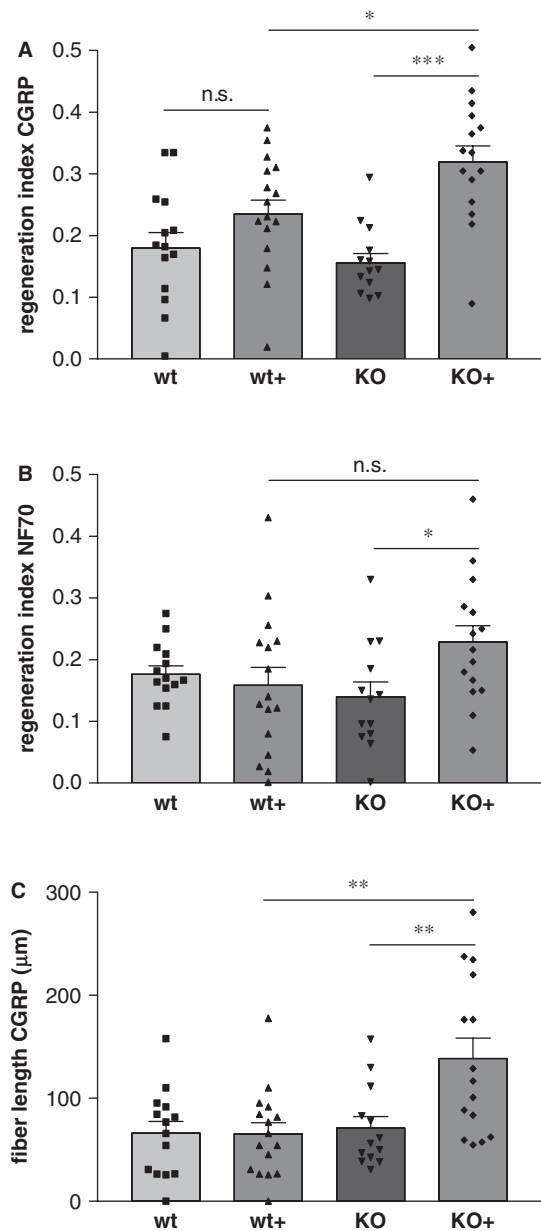 A
regeneration index CGRP
0.5
0.4
0.3
0.2
0.1
0.0
*
***
n.s.
wt
wt+
KO
KO+
B
regeneration index NF70
0.5
0.4
0.3
0.2
0.1
0.0
n.s.
*
wt
wt+
KO
KO+
C
fiber length CGRP (μm)
300
200
100
0
**
**
wt
wt+
KO
KO+